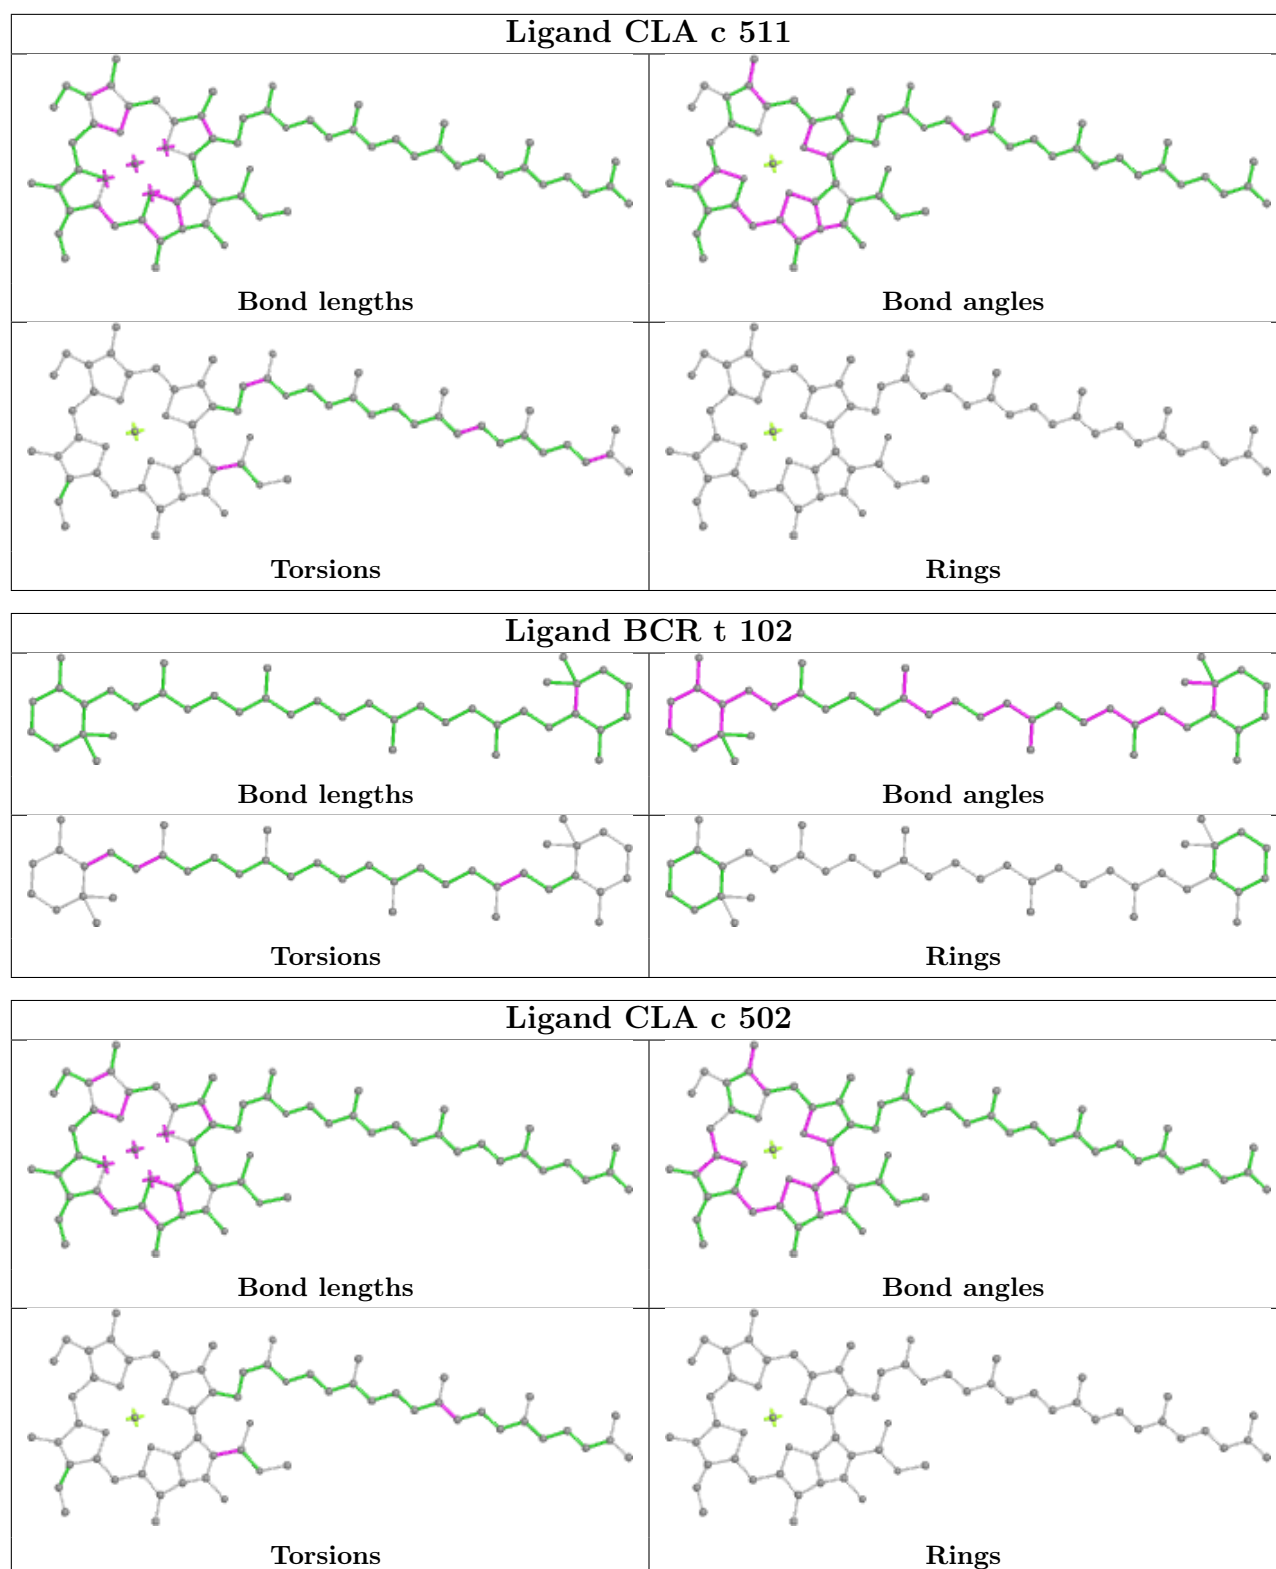 Ligand CLA c 511
Bond lengths
Bond angles
Torsions
Rings
Ligand BCR t 102
Bond lengths
Bond angles
Torsions
Rings
Ligand CLA c 502
Bond lengths
Bond angles
Torsions
Rings